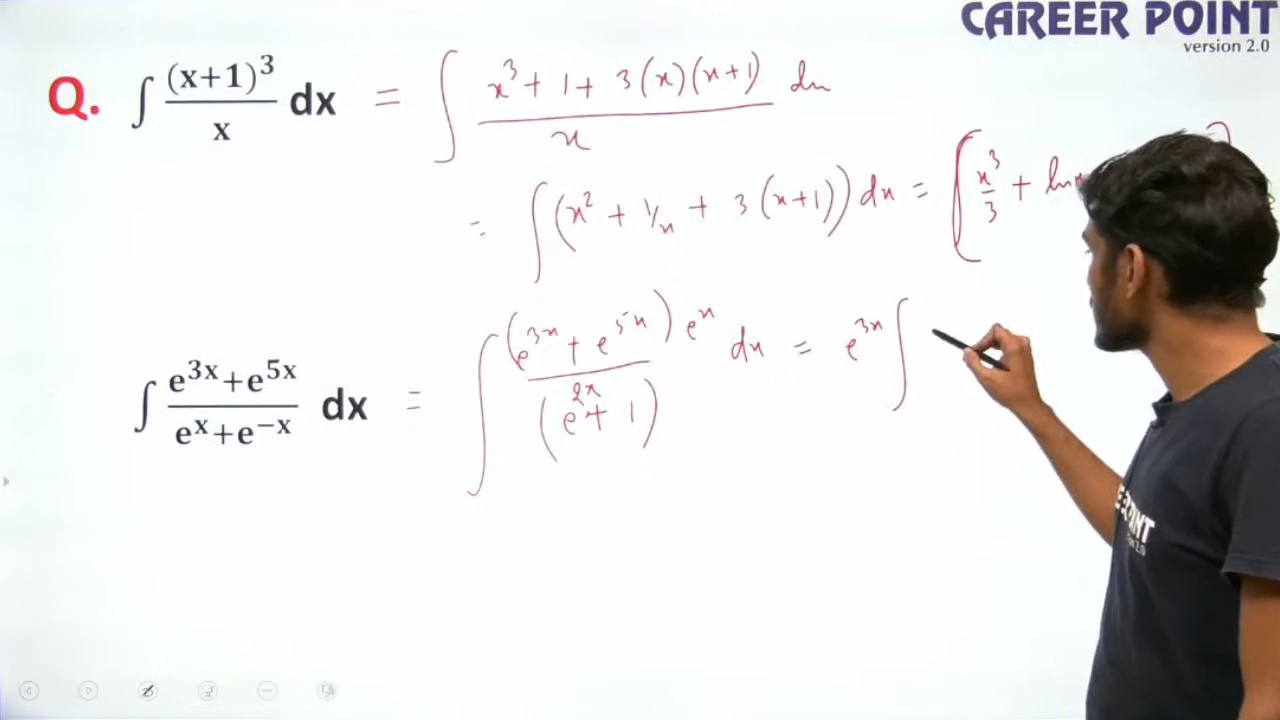 CAREER POINT
version 2.0
Q. ∫ (x+1)³/x dx = ∫ (x³ + 1 + 3(x)(x+1))/x dx
= ∫ (x² + 1/x + 3(x+1)) dx = [x³/3 + ln
∫ (e³ˣ+e⁵ˣ)/(eˣ+e⁻ˣ) dx = ∫ (e³ˣ + e⁵ˣ) eˣ/(e²ˣ + 1) dx = e³ˣ ∫